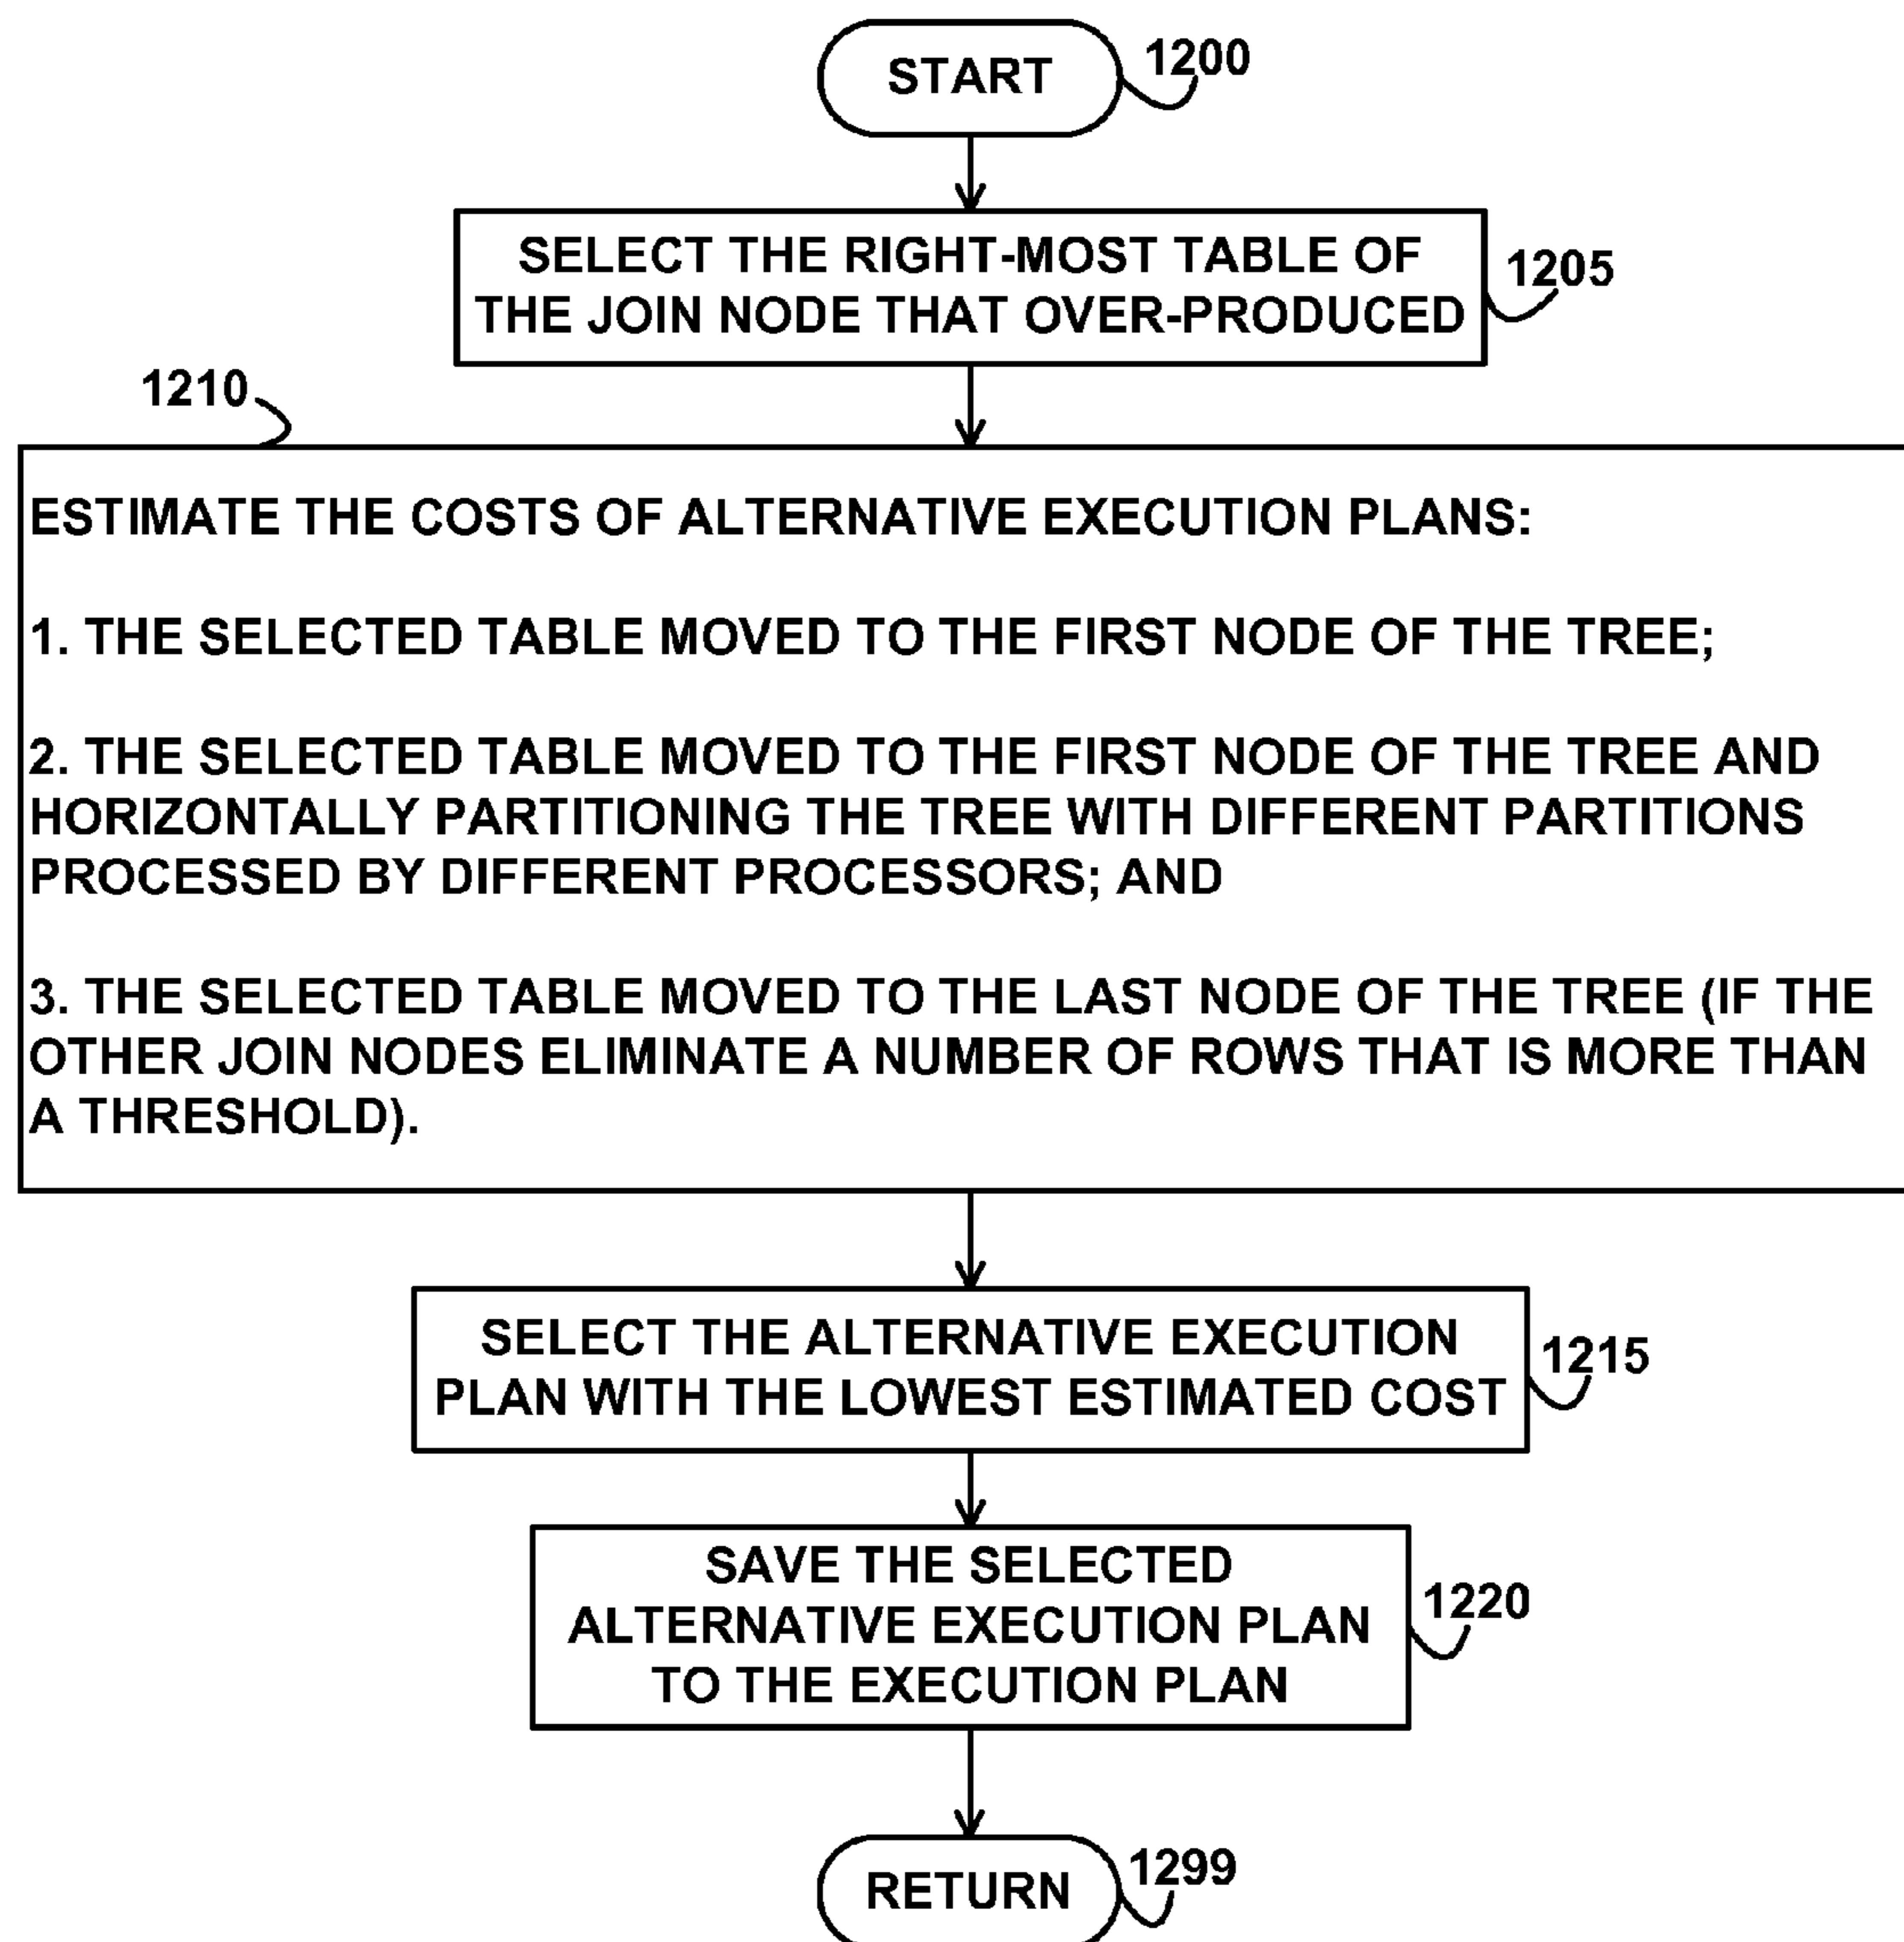 START
1200
SELECT THE RIGHT-MOST TABLE OF
THE JOIN NODE THAT OVER-PRODUCED
1205
1210
ESTIMATE THE COSTS OF ALTERNATIVE EXECUTION PLANS:
1. THE SELECTED TABLE MOVED TO THE FIRST NODE OF THE TREE;
2. THE SELECTED TABLE MOVED TO THE FIRST NODE OF THE TREE AND
HORIZONTALLY PARTITIONING THE TREE WITH DIFFERENT PARTITIONS
PROCESSED BY DIFFERENT PROCESSORS; AND
3. THE SELECTED TABLE MOVED TO THE LAST NODE OF THE TREE (IF THE
OTHER JOIN NODES ELIMINATE A NUMBER OF ROWS THAT IS MORE THAN
A THRESHOLD).
SELECT THE ALTERNATIVE EXECUTION
PLAN WITH THE LOWEST ESTIMATED COST
1215
SAVE THE SELECTED
ALTERNATIVE EXECUTION PLAN
TO THE EXECUTION PLAN
1220
RETURN
1299